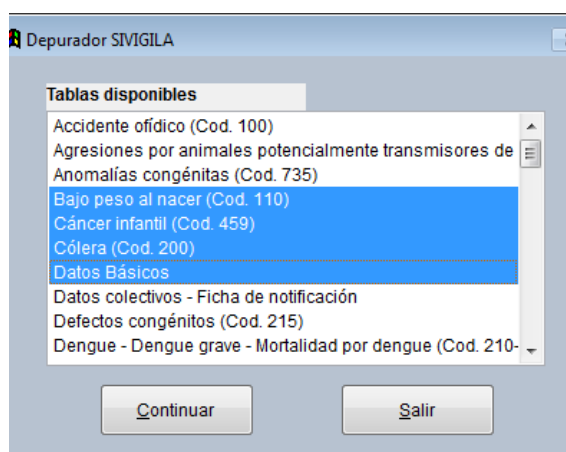 Depurador SIVIGILA
Tablas disponibles
Accidente ofídico (Cod. 100)
Agresiones por animales potencialmente transmisores de
Anomalías congénitas (Cod. 735)
Bajo peso al nacer (Cod. 110)
Cáncer infantil (Cod. 459)
Cólera (Cod. 200)
Datos Básicos
Datos colectivos - Ficha de notificación
Defectos congénitos (Cod. 215)
Dengue - Dengue grave - Mortalidad por dengue (Cod. 210-
Continuar Salir